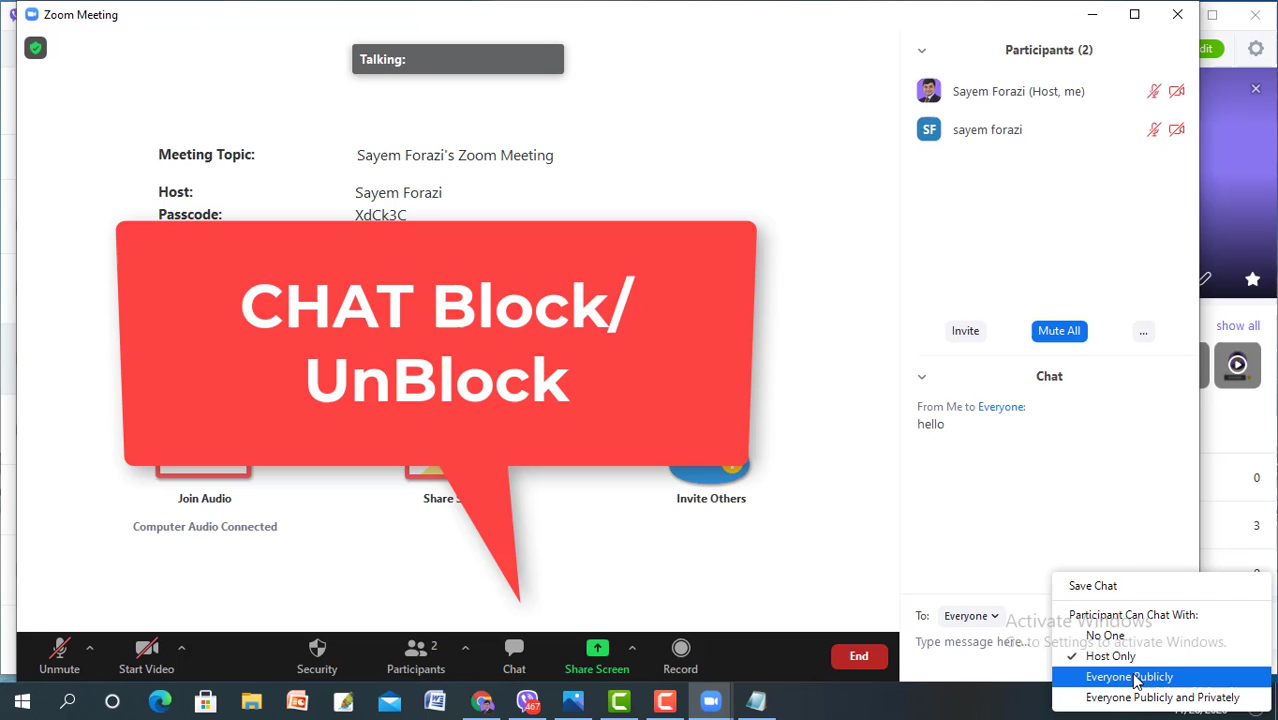 Zoom Meeting
Talking:
Participants (2)
Sayem Forazi (Host, me)
SF
sayem forazi
Meeting Topic:
Sayem Forazi's Zoom Meeting
Host:
Sayem Forazi
Passcode:
XdCk3C
CHAT Block/
UnBlock
Invite
Mute All
...
show all
Chat
From Me to Everyone:
hello
0
3
Join Audio
Share S
Invite Others
Computer Audio Connected
Save Chat
Participant Can Chat With:
No One
Host Only
Everyone Publicly
Everyone Publicly and Privately
To:
Everyone
Type message here...
Activate Windows
Go to Settings to activate Windows.
Unmute
Start Video
Security
Participants
2
Chat
Share Screen
Record
End
467